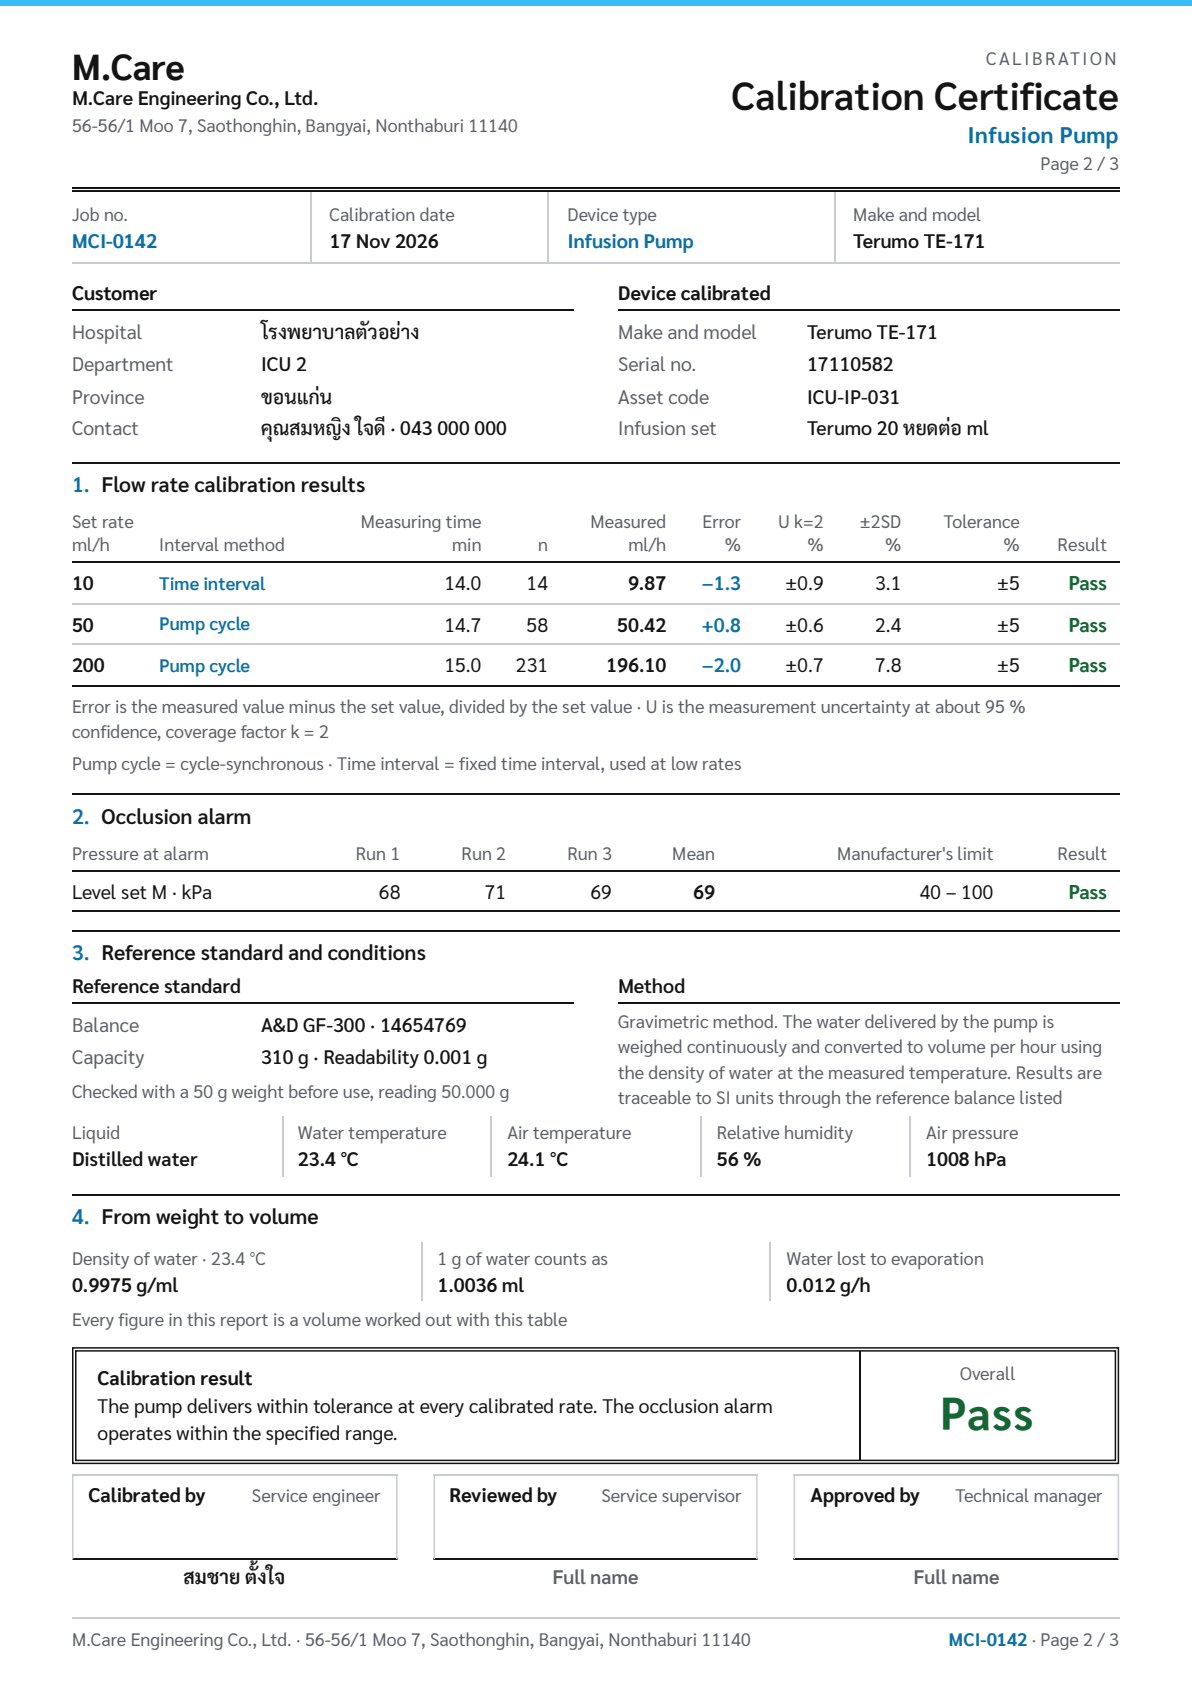 M.Care
M.Care Engineering Co., Ltd.
56-56/1 Moo 7, Saothonghin, Bangyai, Nonthaburi 11140
CALIBRATION
Calibration Certificate
Infusion Pump
Page 2 / 3
Job no. Calibration date Device type Make and model
MCI-0142 17 Nov 2026 Infusion Pump Terumo TE-171
Customer
Hospital โรงพยาบาลตัวอย่าง
Department ICU 2
Province ขอนแก่น
Contact คุณสมหญิง ใจดี · 043 000 000
Device calibrated
Make and model Terumo TE-171
Serial no. 17110582
Asset code ICU-IP-031
Infusion set Terumo 20 หยดต่อ ml
1. Flow rate calibration results
Set rate Measuring time Measured Error U k=2 ±2SD Tolerance
ml/h Interval method min n ml/h % % % % Result
10 Time interval 14.0 14 9.87 −1.3 ±0.9 3.1 ±5 Pass
50 Pump cycle 14.7 58 50.42 +0.8 ±0.6 2.4 ±5 Pass
200 Pump cycle 15.0 231 196.10 −2.0 ±0.7 7.8 ±5 Pass
Error is the measured value minus the set value, divided by the set value · U is the measurement uncertainty at about 95 %
confidence, coverage factor k = 2
Pump cycle = cycle-synchronous · Time interval = fixed time interval, used at low rates
2. Occlusion alarm
Pressure at alarm Run 1 Run 2 Run 3 Mean Manufacturer's limit Result
Level set M · kPa 68 71 69 69 40 – 100 Pass
3. Reference standard and conditions
Reference standard
Balance A&D GF-300 · 14654769
Capacity 310 g · Readability 0.001 g
Checked with a 50 g weight before use, reading 50.000 g
Method
Gravimetric method. The water delivered by the pump is
weighed continuously and converted to volume per hour using
the density of water at the measured temperature. Results are
traceable to SI units through the reference balance listed
Liquid Water temperature Air temperature Relative humidity Air pressure
Distilled water 23.4 °C 24.1 °C 56 % 1008 hPa
4. From weight to volume
Density of water · 23.4 °C 1 g of water counts as Water lost to evaporation
0.9975 g/ml 1.0036 ml 0.012 g/h
Every figure in this report is a volume worked out with this table
Calibration result
The pump delivers within tolerance at every calibrated rate. The occlusion alarm
operates within the specified range.
Overall
Pass
Calibrated by Service engineer Reviewed by Service supervisor Approved by Technical manager
สมชาย ตั้งใจ Full name Full name
M.Care Engineering Co., Ltd. · 56-56/1 Moo 7, Saothonghin, Bangyai, Nonthaburi 11140 MCI-0142 · Page 2 / 3